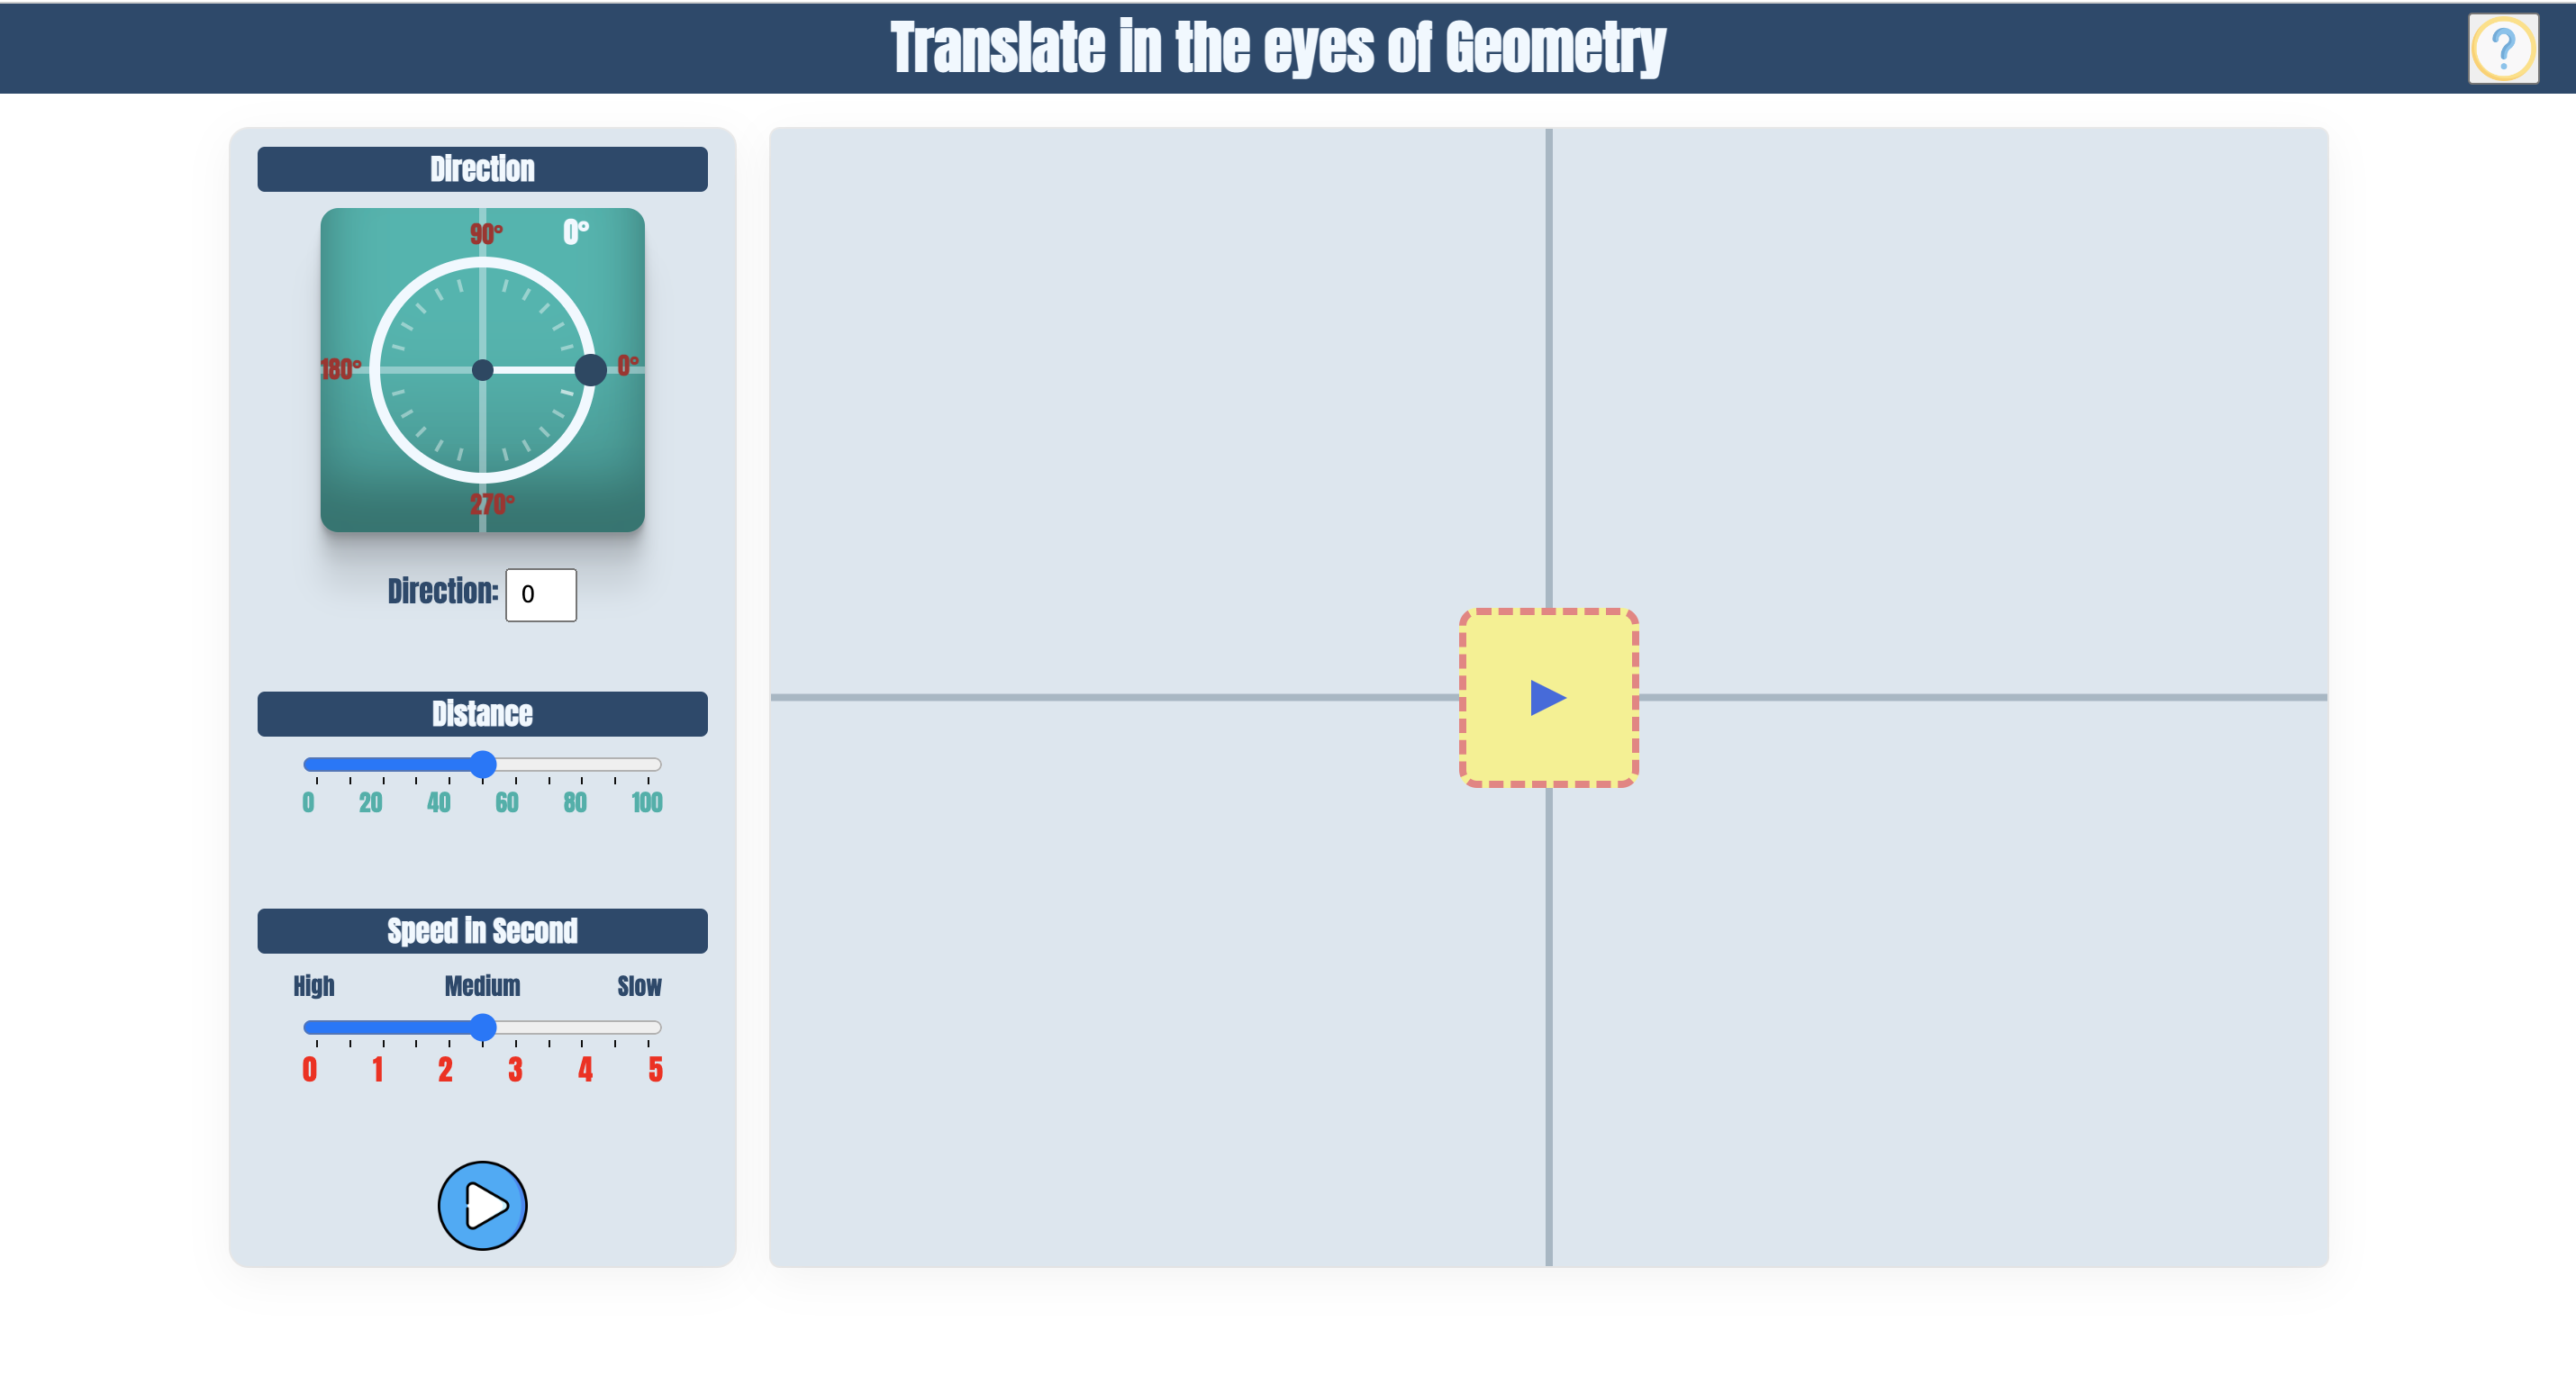 Translate in the eyes of Geometry
?
Direction
90° 0°
180° 0°
270°
Direction: 0
Distance
0 20 40 60 80 100
Speed in Second
High Medium Slow
0 1 2 3 4 5